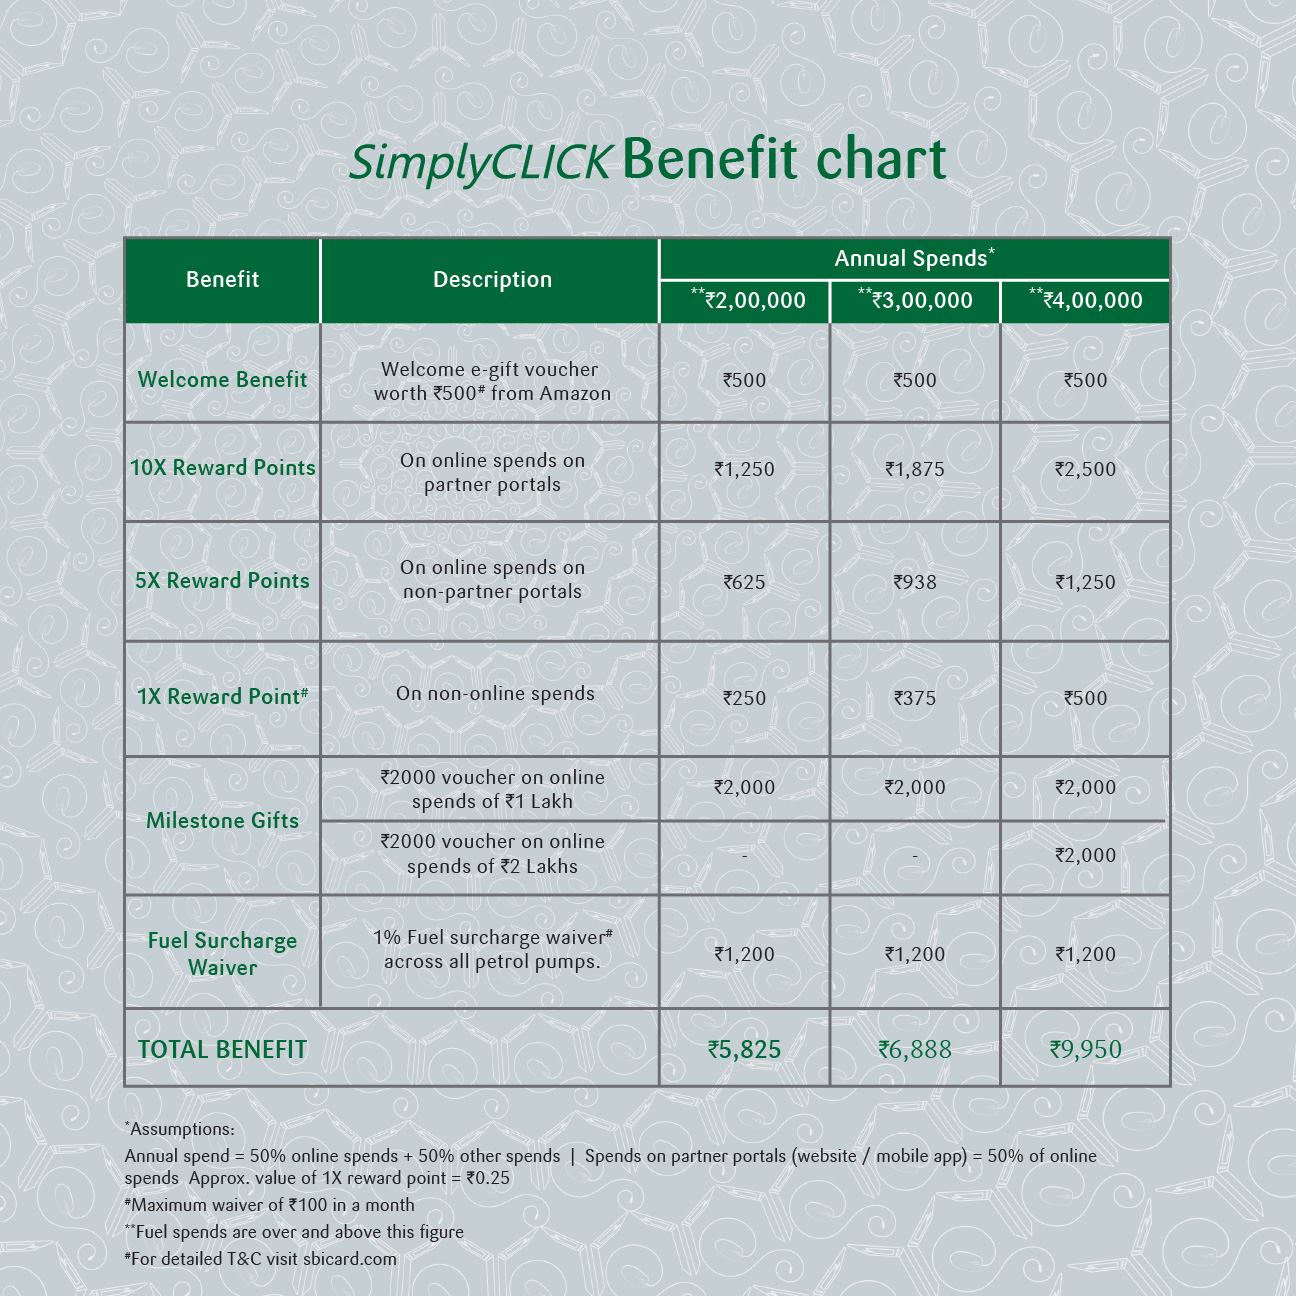 SimplyCLICK Benefit chart
Benefit
Description
Annual Spends*
**₹2,00,000
**₹3,00,000
**₹4,00,000
Welcome Benefit
Welcome e-gift voucher
worth ₹500# from Amazon
₹500
₹500
₹500
10X Reward Points
On online spends on
partner portals
₹1,250
₹1,875
₹2,500
5X Reward Points
On online spends on
non-partner portals
₹625
₹938
₹1,250
1X Reward Point#
On non-online spends
₹250
₹375
₹500
Milestone Gifts
₹2000 voucher on online
spends of ₹1 Lakh
₹2,000
₹2,000
₹2,000
₹2000 voucher on online
spends of ₹2 Lakhs
-
-
₹2,000
Fuel Surcharge
Waiver
1% Fuel surcharge waiver#
across all petrol pumps.
₹1,200
₹1,200
₹1,200
TOTAL BENEFIT
₹5,825
₹6,888
₹9,950
*Assumptions:
Annual spend = 50% online spends + 50% other spends | Spends on partner portals (website / mobile app) = 50% of online
spends Approx. value of 1X reward point = ₹0.25
#Maximum waiver of ₹100 in a month
**Fuel spends are over and above this figure
#For detailed T&C visit sbicard.com